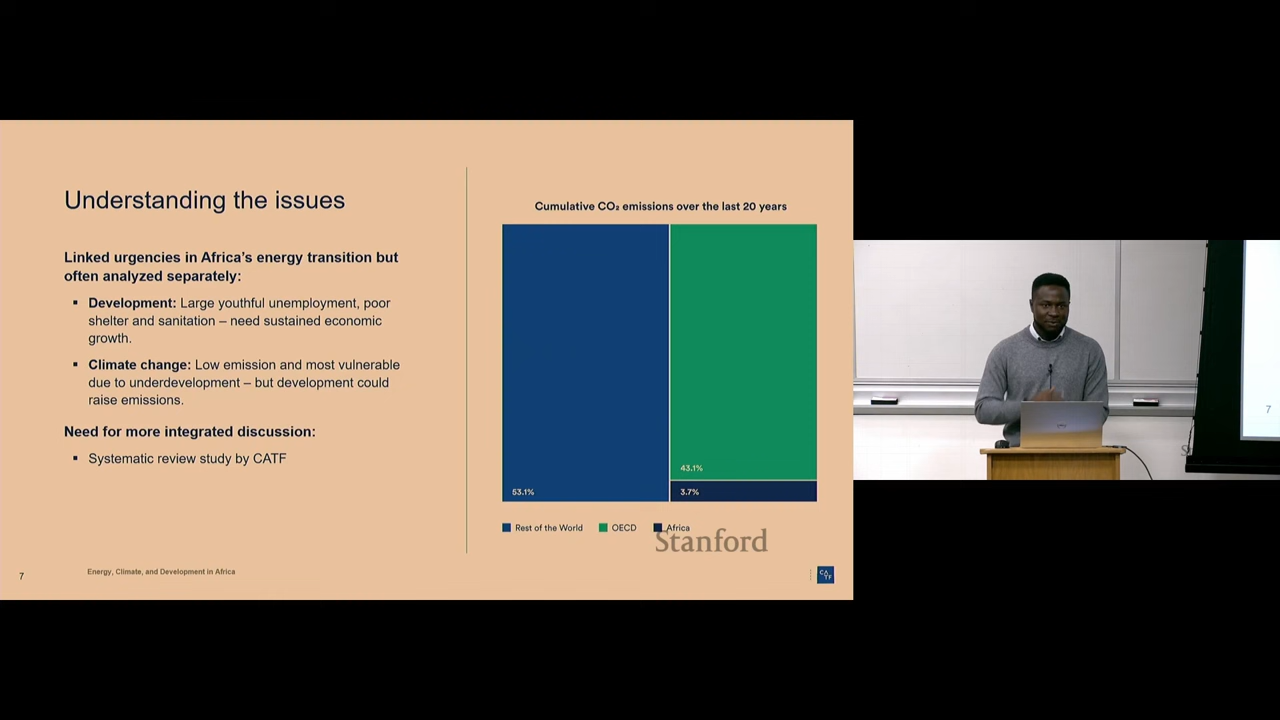 Understanding the issues
Linked urgencies in Africa's energy transition but
often analyzed separately:
▪ Development: Large youthful unemployment, poor
shelter and sanitation – need sustained economic
growth.
▪ Climate change: Low emission and most vulnerable
due to underdevelopment – but development could
raise emissions.
Need for more integrated discussion:
▪ Systematic review study by CATF
Cumulative CO₂ emissions over the last 20 years
43.1%
53.1%
3.7%
Rest of the World
OECD
Africa
Stanford
7
Energy, Climate, and Development in Africa
CA
TF
7